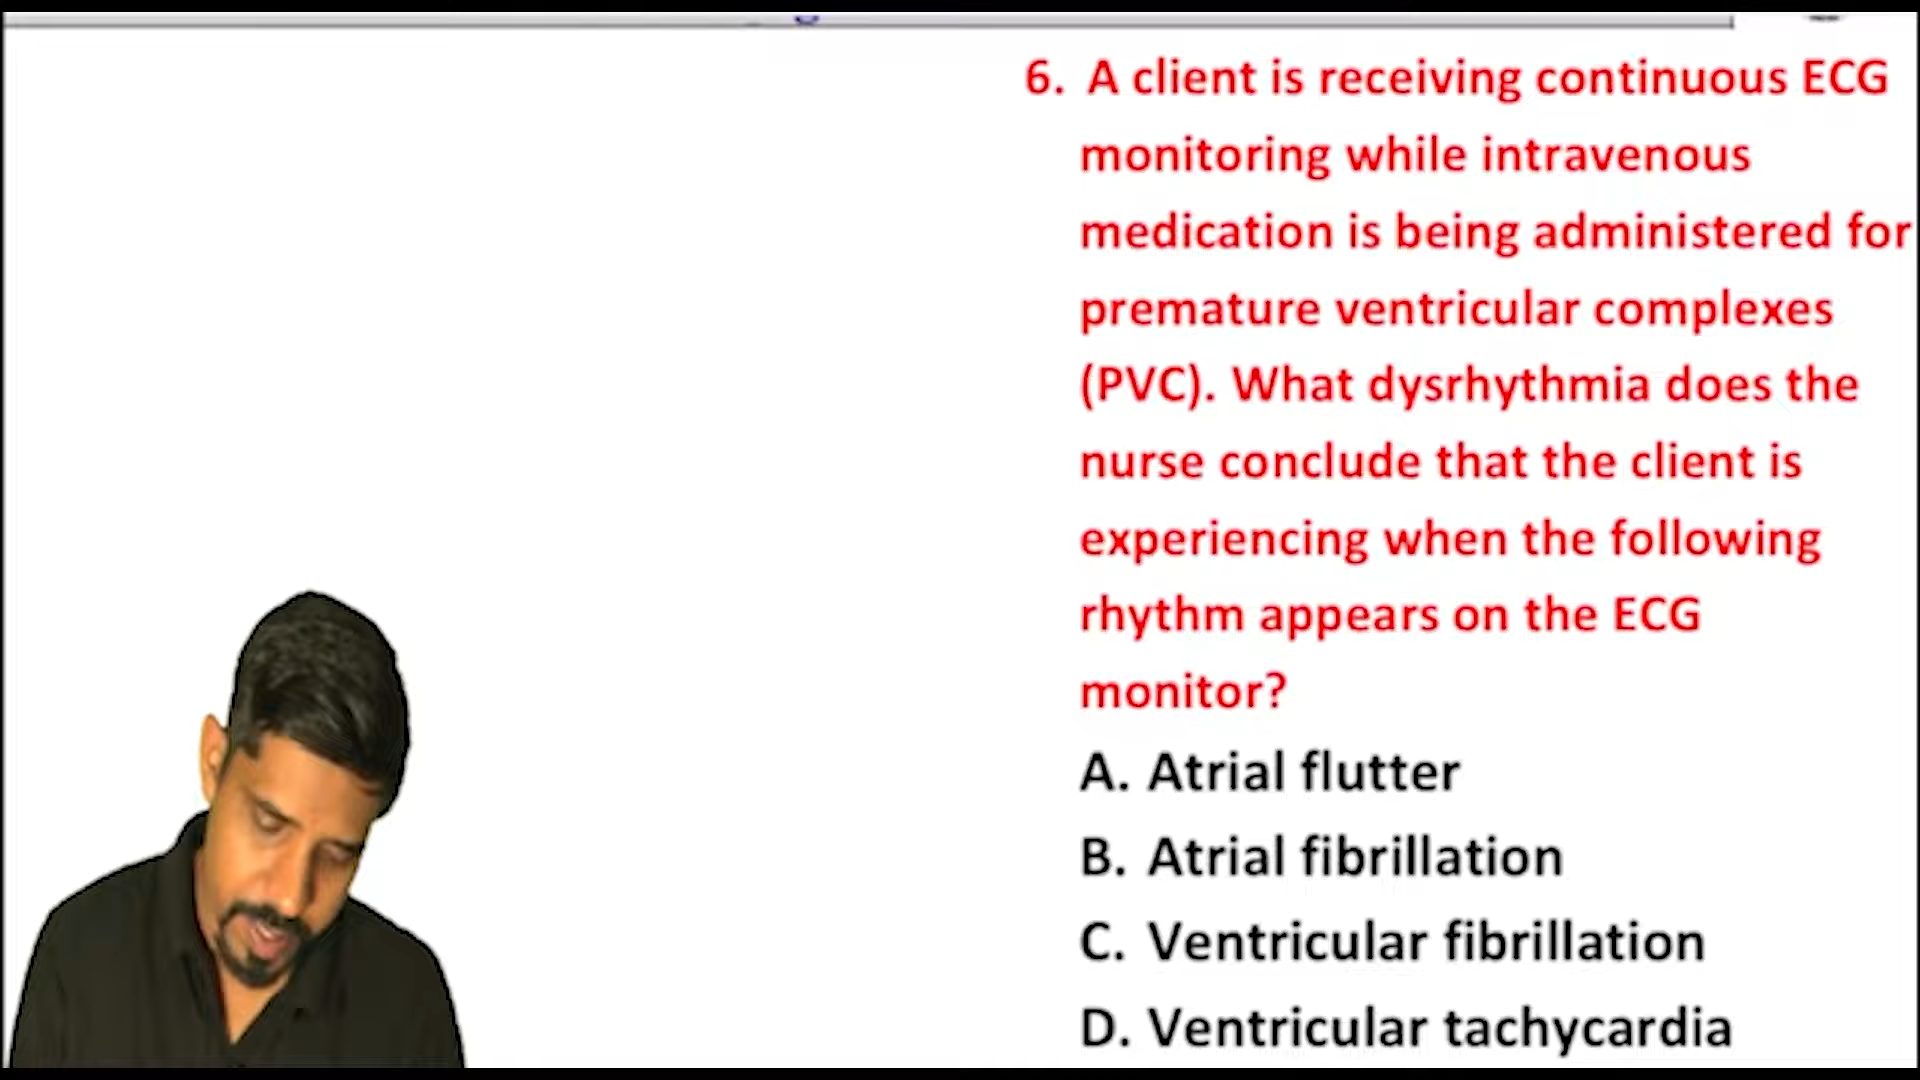 6. A client is receiving continuous ECG
monitoring while intravenous
medication is being administered for
premature ventricular complexes
(PVC). What dysrhythmia does the
nurse conclude that the client is
experiencing when the following
rhythm appears on the ECG
monitor?
A. Atrial flutter
B. Atrial fibrillation
C. Ventricular fibrillation
D. Ventricular tachycardia